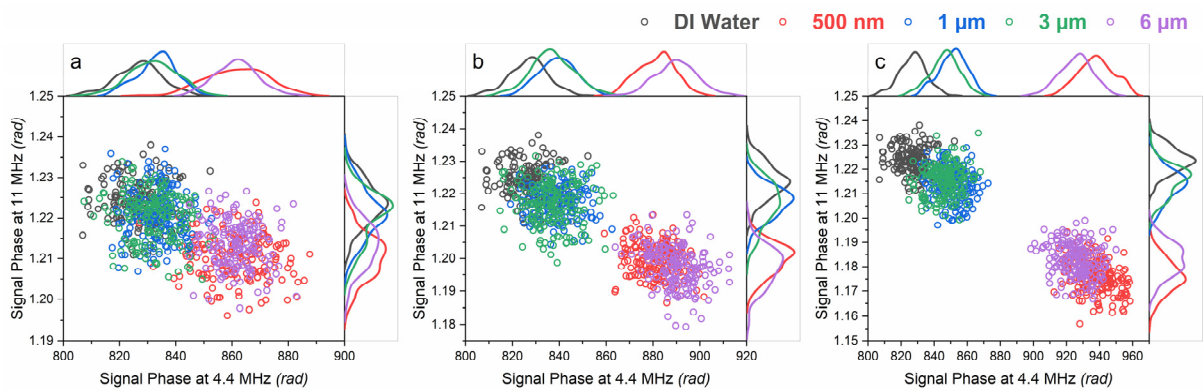 DI Water 500 nm 1 µm 3 µm 6 µm
a
1.25
1.24
1.23
1.22
1.21
1.20
1.19
Signal Phase at 11 MHz (rad)
800 820 840 860 880 900
Signal Phase at 4.4 MHz (rad)
b
1.25
1.24
1.23
1.22
1.21
1.20
1.19
1.18
1.17
Signal Phase at 11 MHz (rad)
800 820 840 860 880 900 920
Signal Phase at 4.4 MHz (rad)
c
1.25
1.24
1.23
1.22
1.21
1.20
1.19
1.18
1.17
1.16
1.15
Signal Phase at 11 MHz (rad)
800 820 840 860 880 900 920 940 960
Signal Phase at 4.4 MHz (rad)